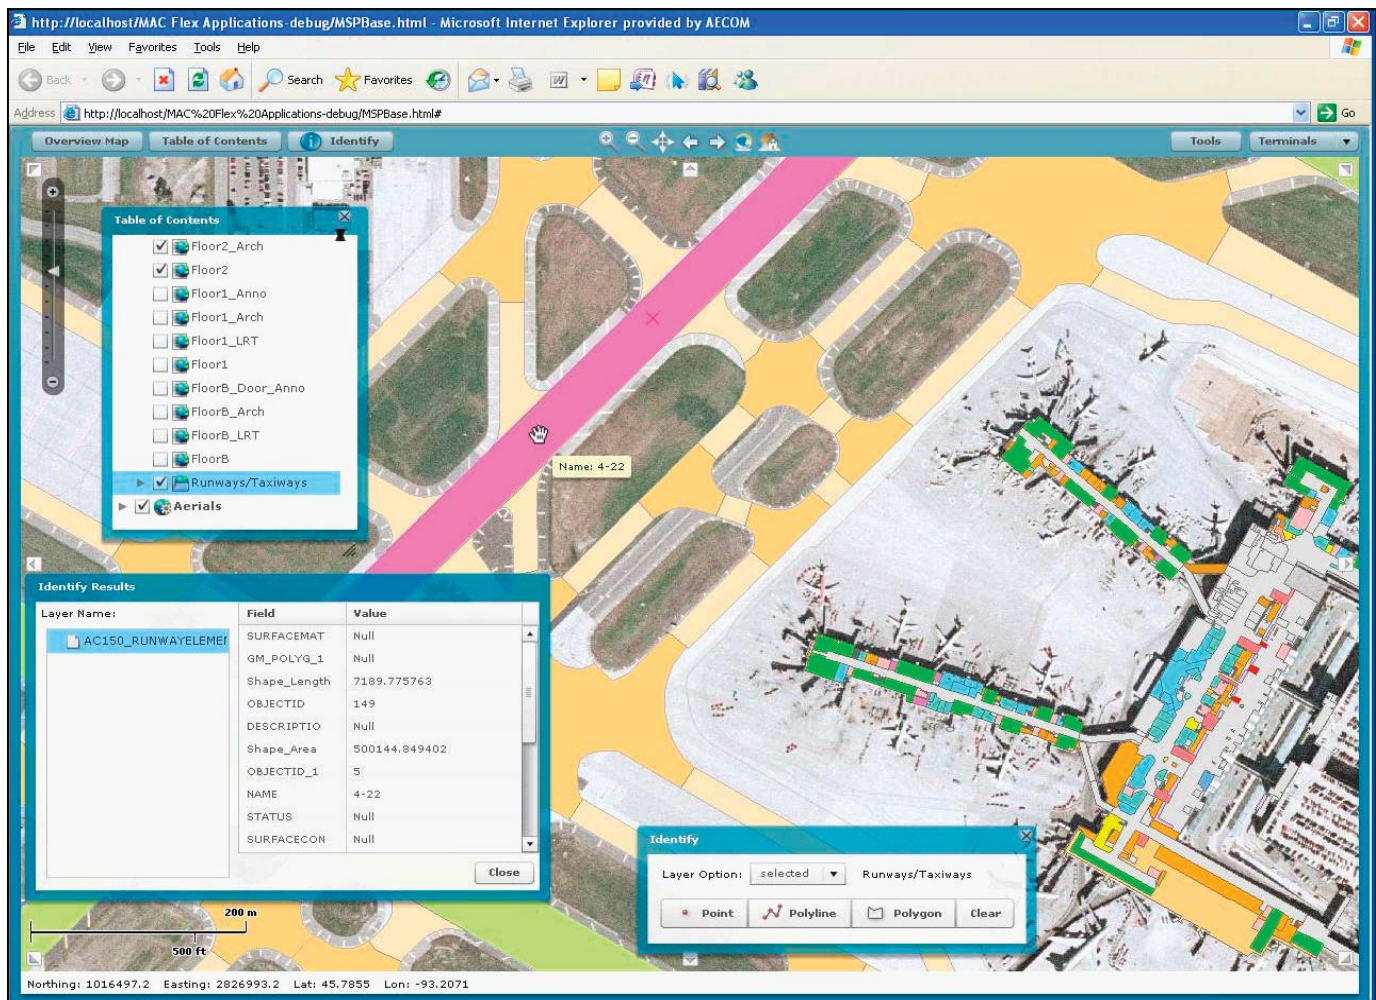 http://localhost/MAC Flex Applications-debug/MSPBase.html - Microsoft Internet Explorer provided by AECOM
File Edit View Favorites Tools Help
Back Search Favorites
Address http://localhost/MAC%20Flex%20Applications-debug/MSPBase.html# Go
Overview Map Table of Contents Identify Tools Terminals
Table of Contents
Floor2_Arch
Floor2
Floor1_Anno
Floor1_Arch
Floor1_LRT
Floor1
FloorB_Door_Anno
FloorB_Arch
FloorB_LRT
FloorB
Runways/Taxiways
Aerials
Name: 4-22
Identify Results
Layer Name: Field Value
AC150_RUNWAYELEMEN
SURFACEMAT Null
GM_POLYG_1 Null
Shape_Length 7189.775763
OBJECTID 149
DESCRIPTIO Null
Shape_Area 500144.849402
OBJECTID_1 5
NAME 4-22
STATUS Null
SURFACECON Null
Close
Identify
Layer Option: selected Runways/Taxiways
Point Polyline Polygon Clear
200 m
500 ft
Northing: 1016497.2 Easting: 2826993.2 Lat: 45.7855 Lon: -93.2071